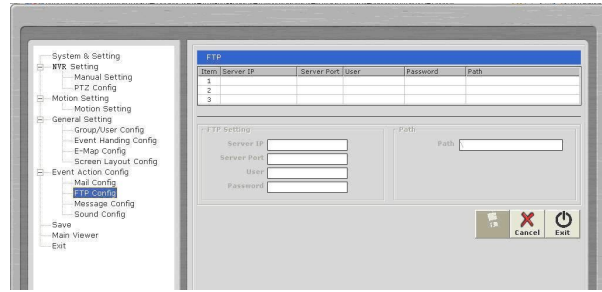 System & Setting
NVR Setting
Manual Setting
PTZ Config
Motion Setting
Motion Setting
General Setting
Group/User Config
Event Handing Config
E-Map Config
Screen Layout Config
Event Action Config
Mail Config
FTP Config
Message Config
Sound Config
Save
Main Viewer
Exit
FTP
Item Server IP Server Port User Password Path
1
2
3
FTP Setting
Server IP
Server Port
User
Password
Path
Path \
Cancel
Exit